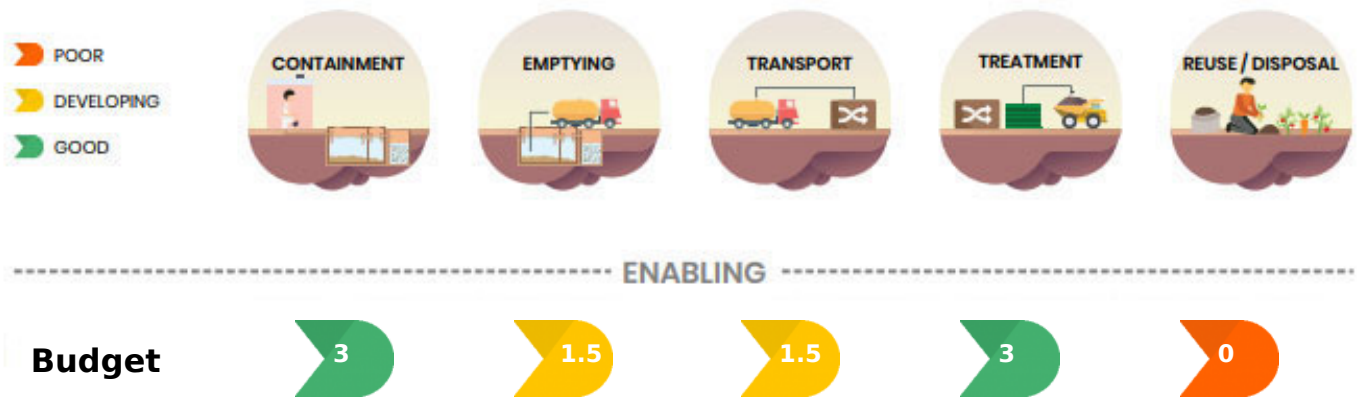 POOR
DEVELOPING
GOOD
CONTAINMENT
EMPTYING
TRANSPORT
TREATMENT
REUSE / DISPOSAL
ENABLING
Budget
3
1.5
1.5
3
0